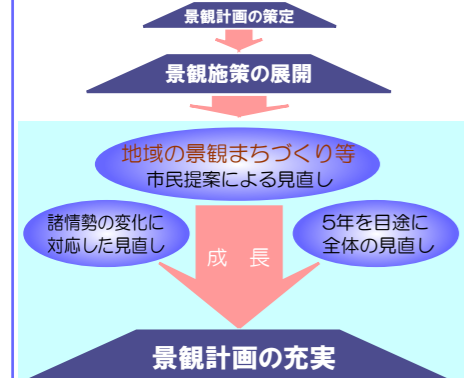 景観計画の策定
景観施策の展開
地域の景観まちづくり等
市民提案による見直し
諸情勢の変化に
対応した見直し
5年を目途に
全体の見直し
成 長
景観計画の充実